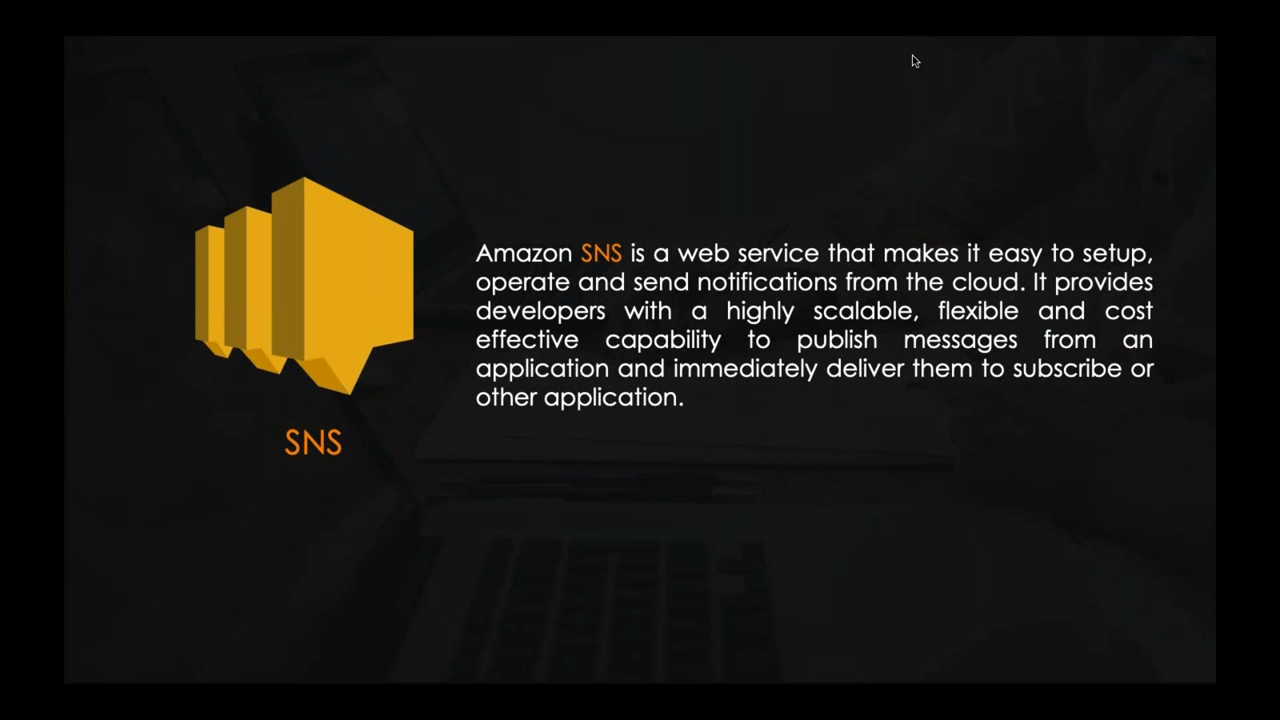 Amazon SNS is a web service that makes it easy to setup,
operate and send notifications from the cloud. It provides
developers with a highly scalable, flexible and cost
effective capability to publish messages from an
application and immediately deliver them to subscribe or
other application.
SNS